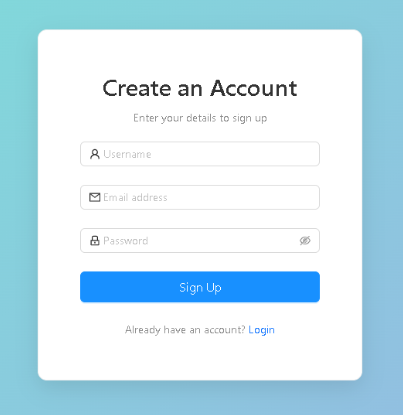 Create an Account
Enter your details to sign up
Username
Email address
Password
Sign Up
Already have an account? Login